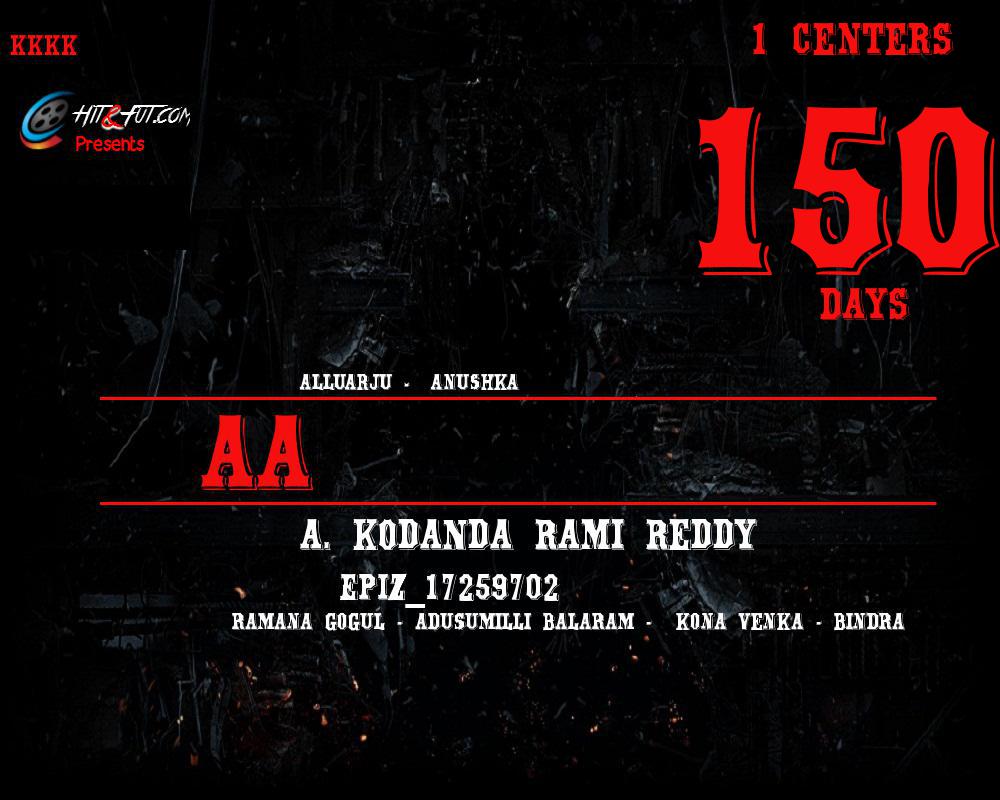 KKKK
1 CENTERS
HIT&FUT.COM
Presents
150
DAYS
ALLUARJU - ANUSHKA
AA
A. KODANDA RAMI REDDY
EPIZ_17259702
RAMANA GOGUL - ADUSUMILLI BALARAM - KONA VENKA - BINDRA